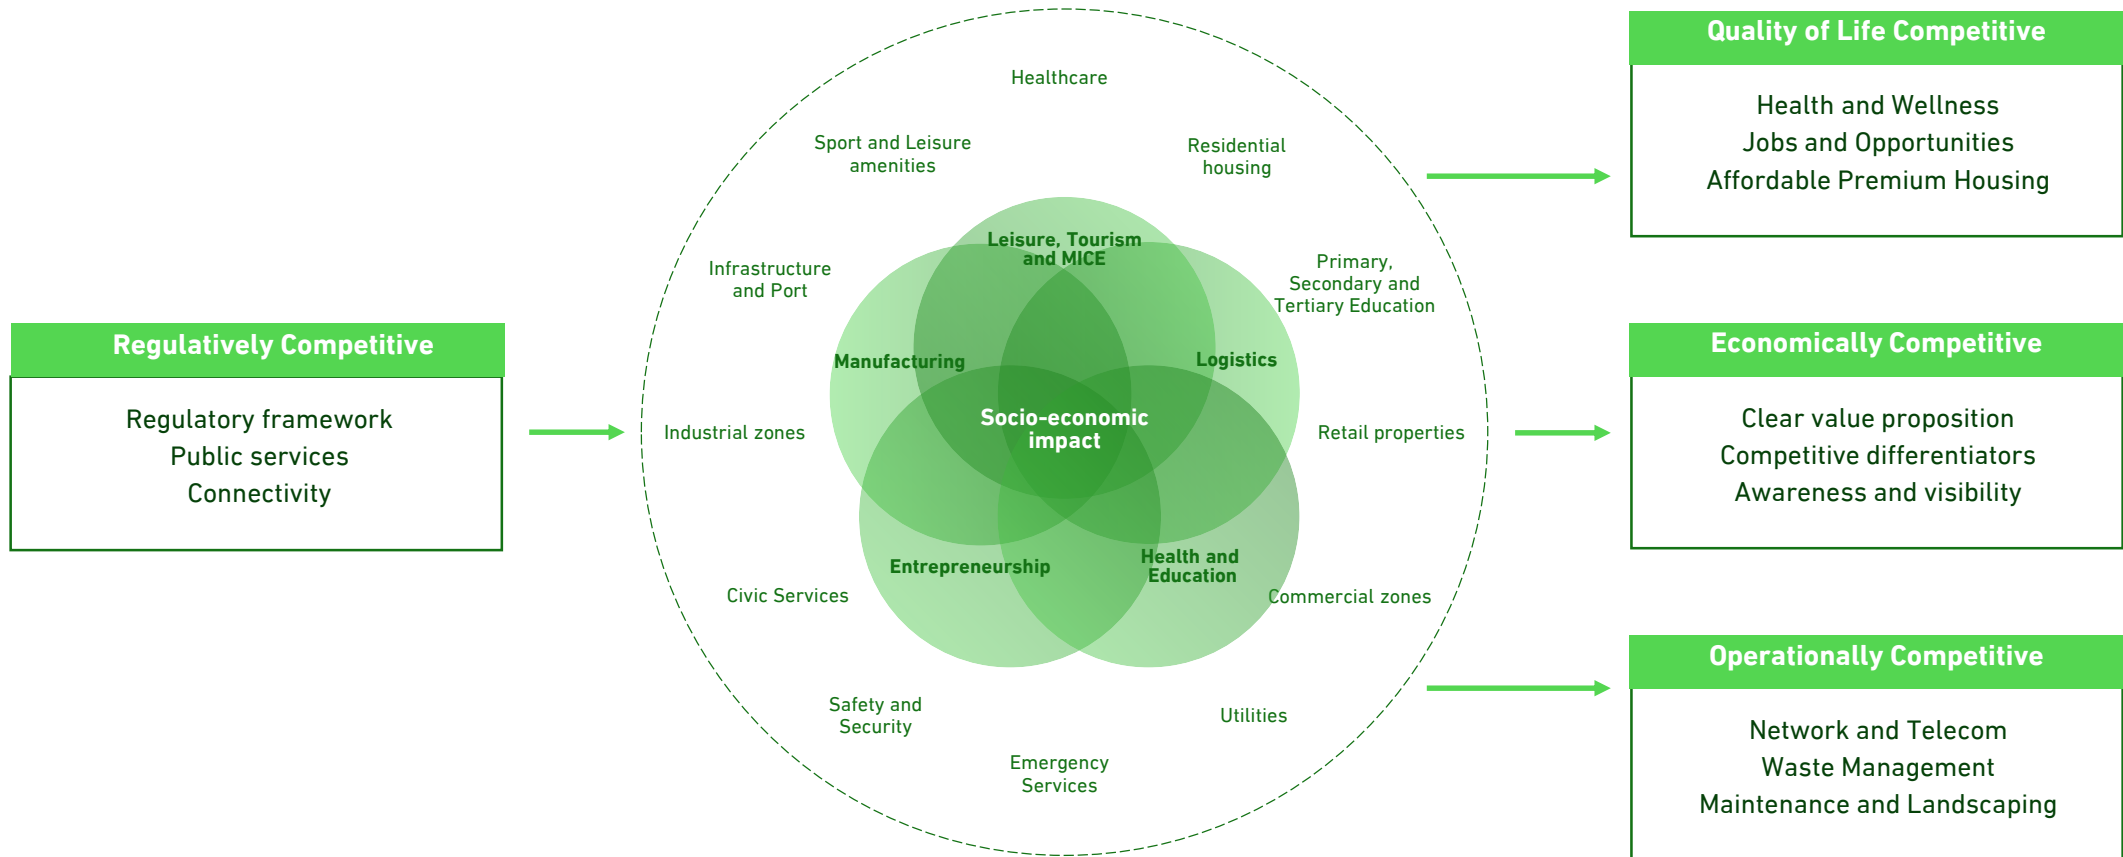 Regulatively Competitive
Regulatory framework
Public services
Connectivity
Healthcare
Sport and Leisure
amenities
Residential
housing
Infrastructure
and Port
Primary,
Secondary and
Tertiary Education
Industrial zones
Retail properties
Civic Services
Commercial zones
Safety and
Security
Utilities
Emergency
Services
Leisure, Tourism
and MICE
Manufacturing
Logistics
Socio-economic
impact
Entrepreneurship
Health and
Education
Quality of Life Competitive
Health and Wellness
Jobs and Opportunities
Affordable Premium Housing
Economically Competitive
Clear value proposition
Competitive differentiators
Awareness and visibility
Operationally Competitive
Network and Telecom
Waste Management
Maintenance and Landscaping